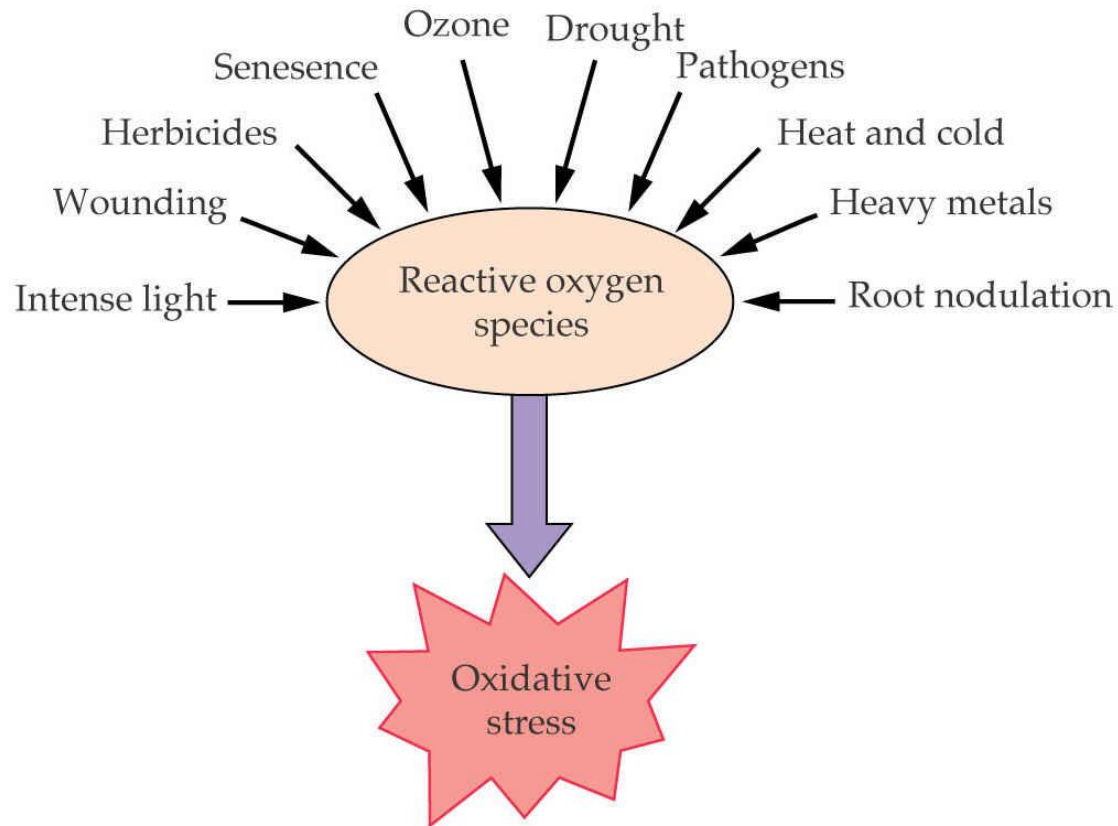 Ozone
Drought
Senesence
Pathogens
Herbicides
Heat and cold
Wounding
Heavy metals
Intense light
Reactive oxygen
species
Root nodulation
Oxidative
stress